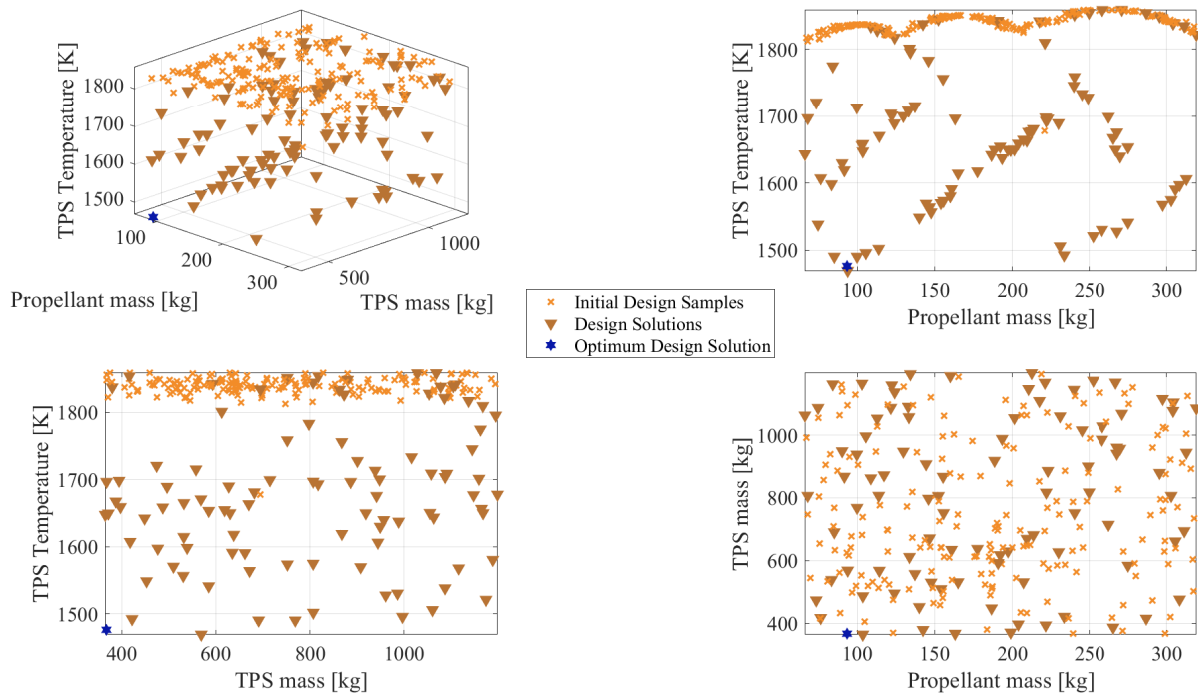 TPS Temperature [K]
1800
1700
1600
1500
100
200
300
500
1000
Propellant mass [kg]
TPS mass [kg]
TPS Temperature [K]
1800
1700
1600
1500
100
150
200
250
300
Propellant mass [kg]
Initial Design Samples
Design Solutions
Optimum Design Solution
TPS Temperature [K]
1800
1700
1600
1500
400
600
800
1000
TPS mass [kg]
TPS mass [kg]
1000
800
600
400
100
150
200
250
300
Propellant mass [kg]